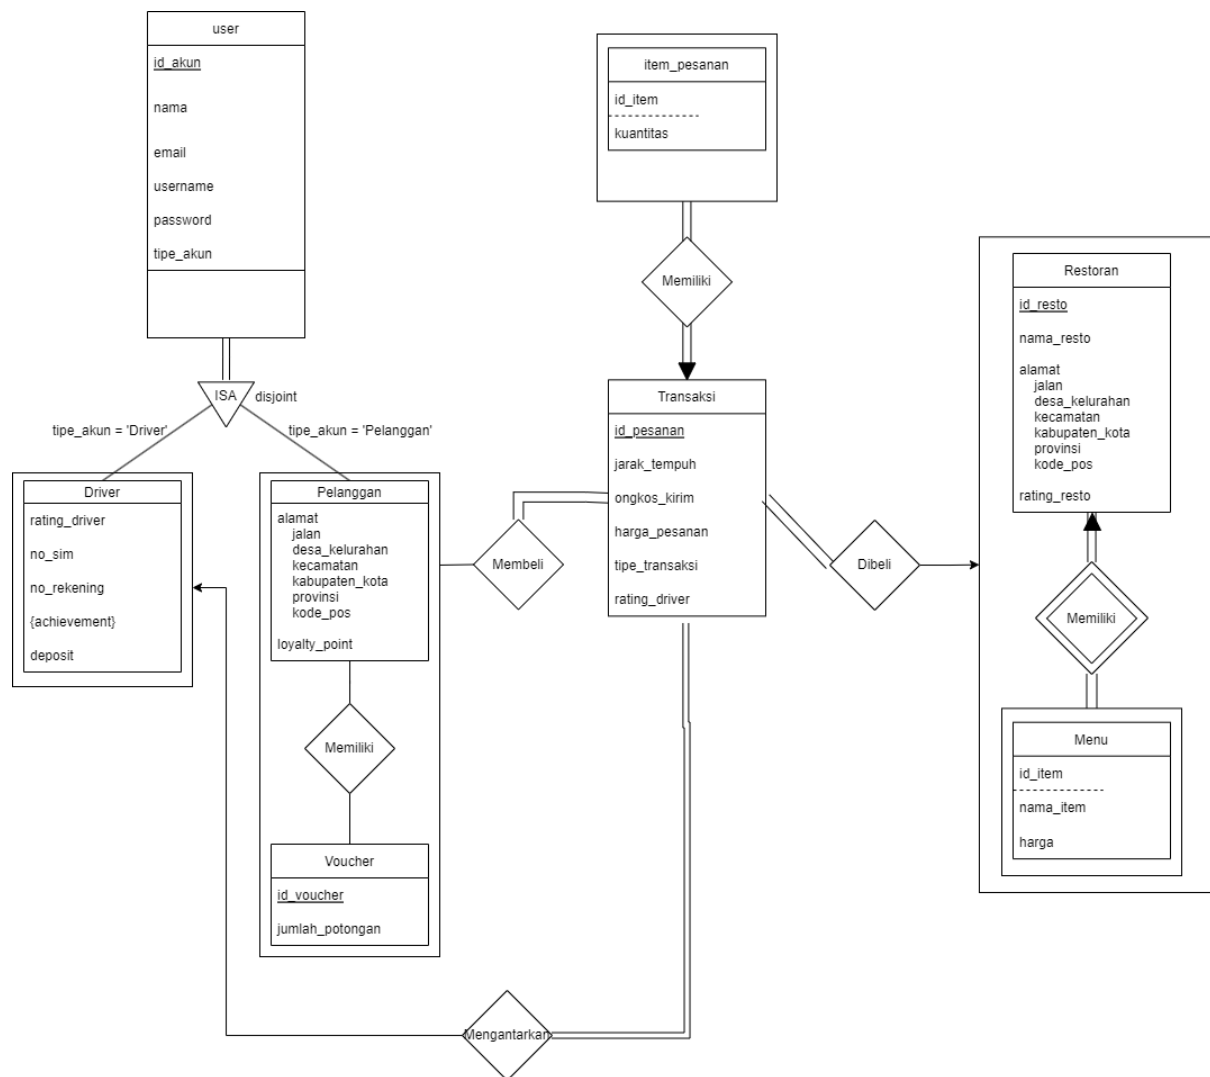 user
id_akun
nama
email
username
password
tipe_akun
ISA
disjoint
tipe_akun = 'Driver'
tipe_akun = 'Pelanggan'
Driver
rating_driver
no_sim
no_rekening
{achievement}
deposit
Pelanggan
alamat
jalan
desa_kelurahan
kecamatan
kabupaten_kota
provinsi
kode_pos
loyalty_point
Memiliki
Voucher
id_voucher
jumlah_potongan
Membeli
item_pesanan
id_item
kuantitas
Memiliki
Transaksi
id_pesanan
jarak_tempuh
ongkos_kirim
harga_pesanan
tipe_transaksi
rating_driver
Mengantarkan
Dibeli
Restoran
id_resto
nama_resto
alamat
jalan
desa_kelurahan
kecamatan
kabupaten_kota
provinsi
kode_pos
rating_resto
Memiliki
Menu
id_item
nama_item
harga